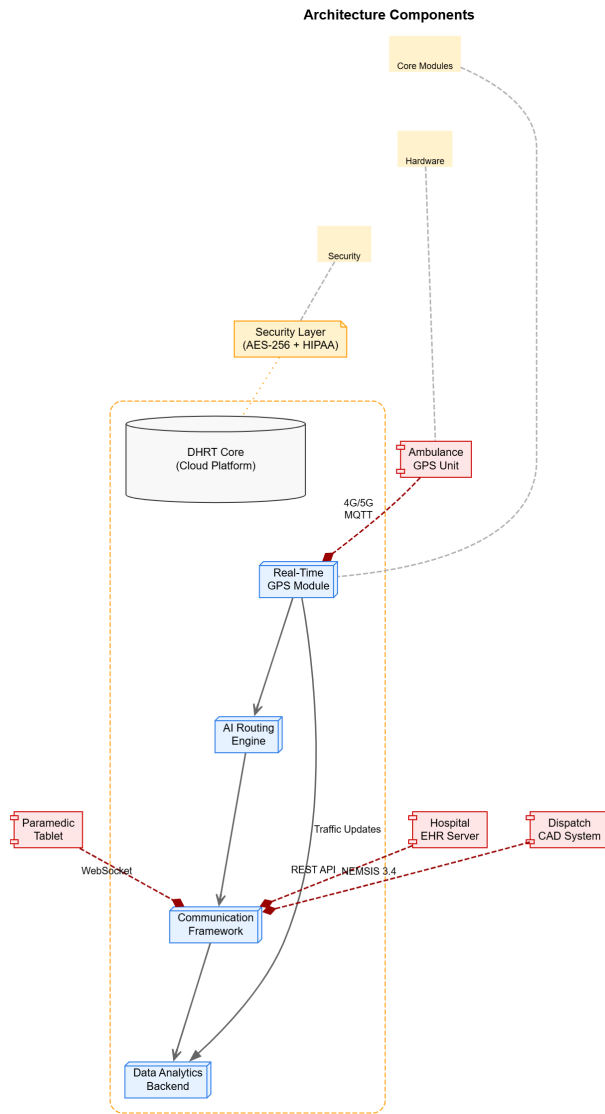 Architecture Components
Core Modules
Hardware
Security
Security Layer
(AES-256 + HIPAA)
DHRT Core
(Cloud Platform)
Ambulance
GPS Unit
4G/5G
MQTT
Real-Time
GPS Module
AI Routing
Engine
Paramedic
Tablet
Traffic Updates
Hospital
EHR Server
Dispatch
CAD System
WebSocket
REST API
NEMSIS 3.4
Communication
Framework
Data Analytics
Backend